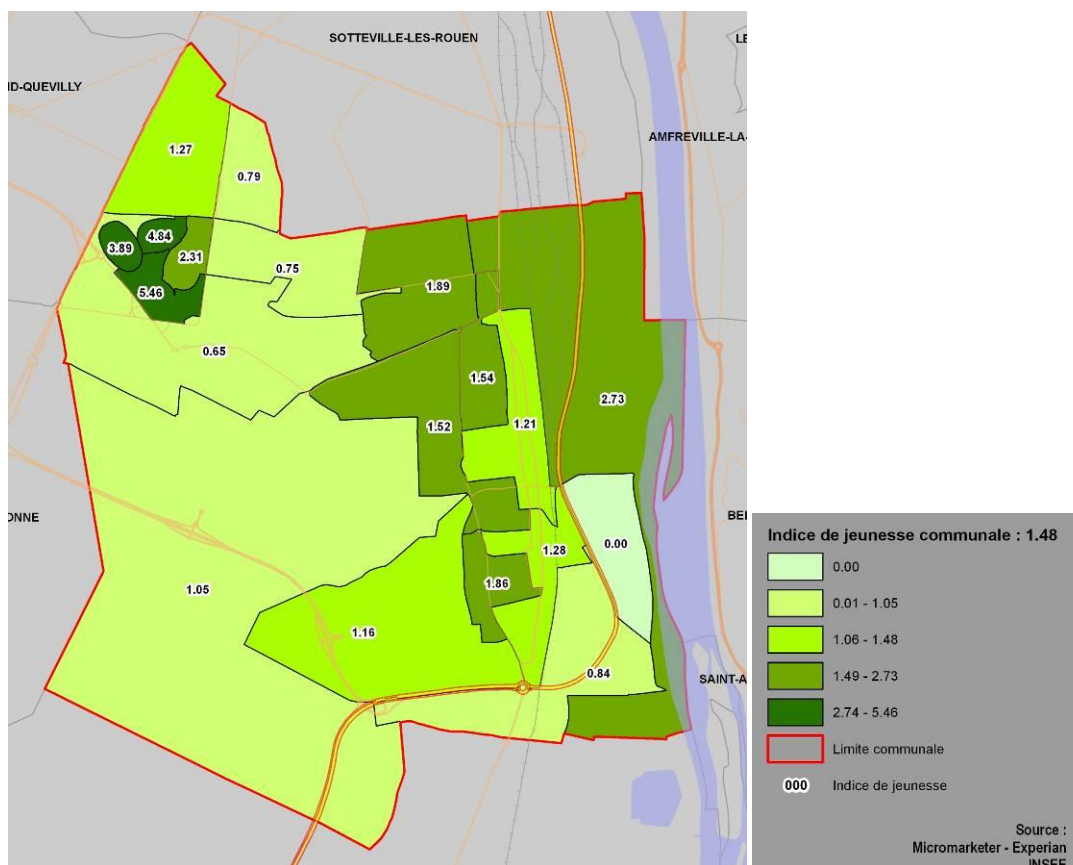 SOTTEVILLE-LES-ROUEN
LE
ID-QUEVILLY
AMFREVILLE-LA-
1.27
0.79
4.84
3.89
2.31
5.46
0.75
1.89
0.65
1.54
2.73
1.52
1.21
ONNE
BEI
0.00
1.28
1.05
1.86
1.16
0.84
SAINT-A
Indice de jeunesse communale : 1.48
0.00
0.01 - 1.05
1.06 - 1.48
1.49 - 2.73
2.74 - 5.46
Limite communale
000 Indice de jeunesse
Source :
Micromarketer - Experian
INSEE